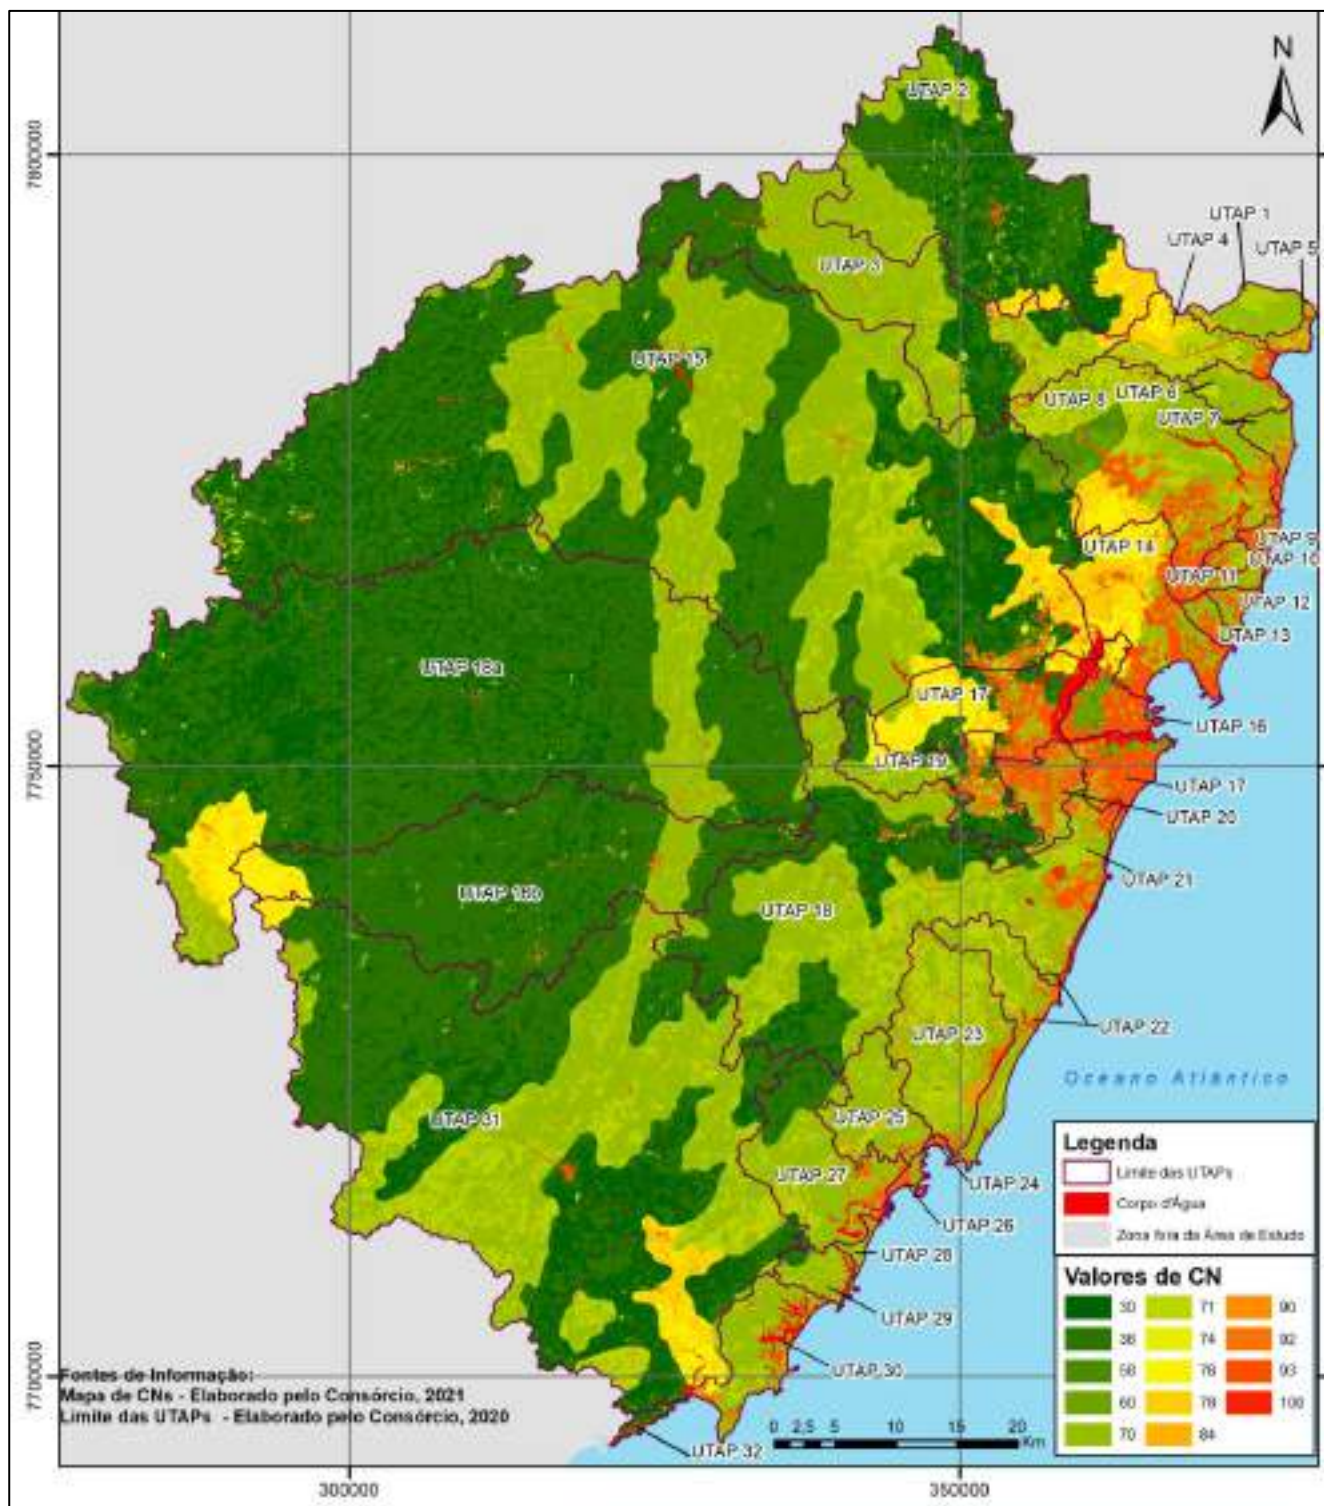 N
7800000
7750000
7700000
300000
350000
UTAP 2
UTAP 1
UTAP 4
UTAP 5
UTAP 3
UTAP 15
UTAP 8
UTAP 6
UTAP 7
UTAP 9
UTAP 14
UTAP 10
UTAP 11
UTAP 12
UTAP 13
UTAP 18a
UTAP 17
UTAP 16
UTAP 19
UTAP 17
UTAP 20
UTAP 21
UTAP 18b
UTAP 18
UTAP 23
UTAP 22
Oceano Atlântico
UTAP 31
UTAP 25
UTAP 27
UTAP 24
UTAP 26
UTAP 28
UTAP 29
UTAP 30
UTAP 32
Legenda
Limite das UTAPs
Corpo d'Água
Zona fora da Área de Estudo
Valores de CN
30 71 90
36 74 92
58 76 93
60 78 100
70 84
Fontes de Informação:
Mapa de CNs - Elaborado pelo Consórcio, 2021
Limite das UTAPs - Elaborado pelo Consórcio, 2020
0 2,5 5 10 15 20
Km